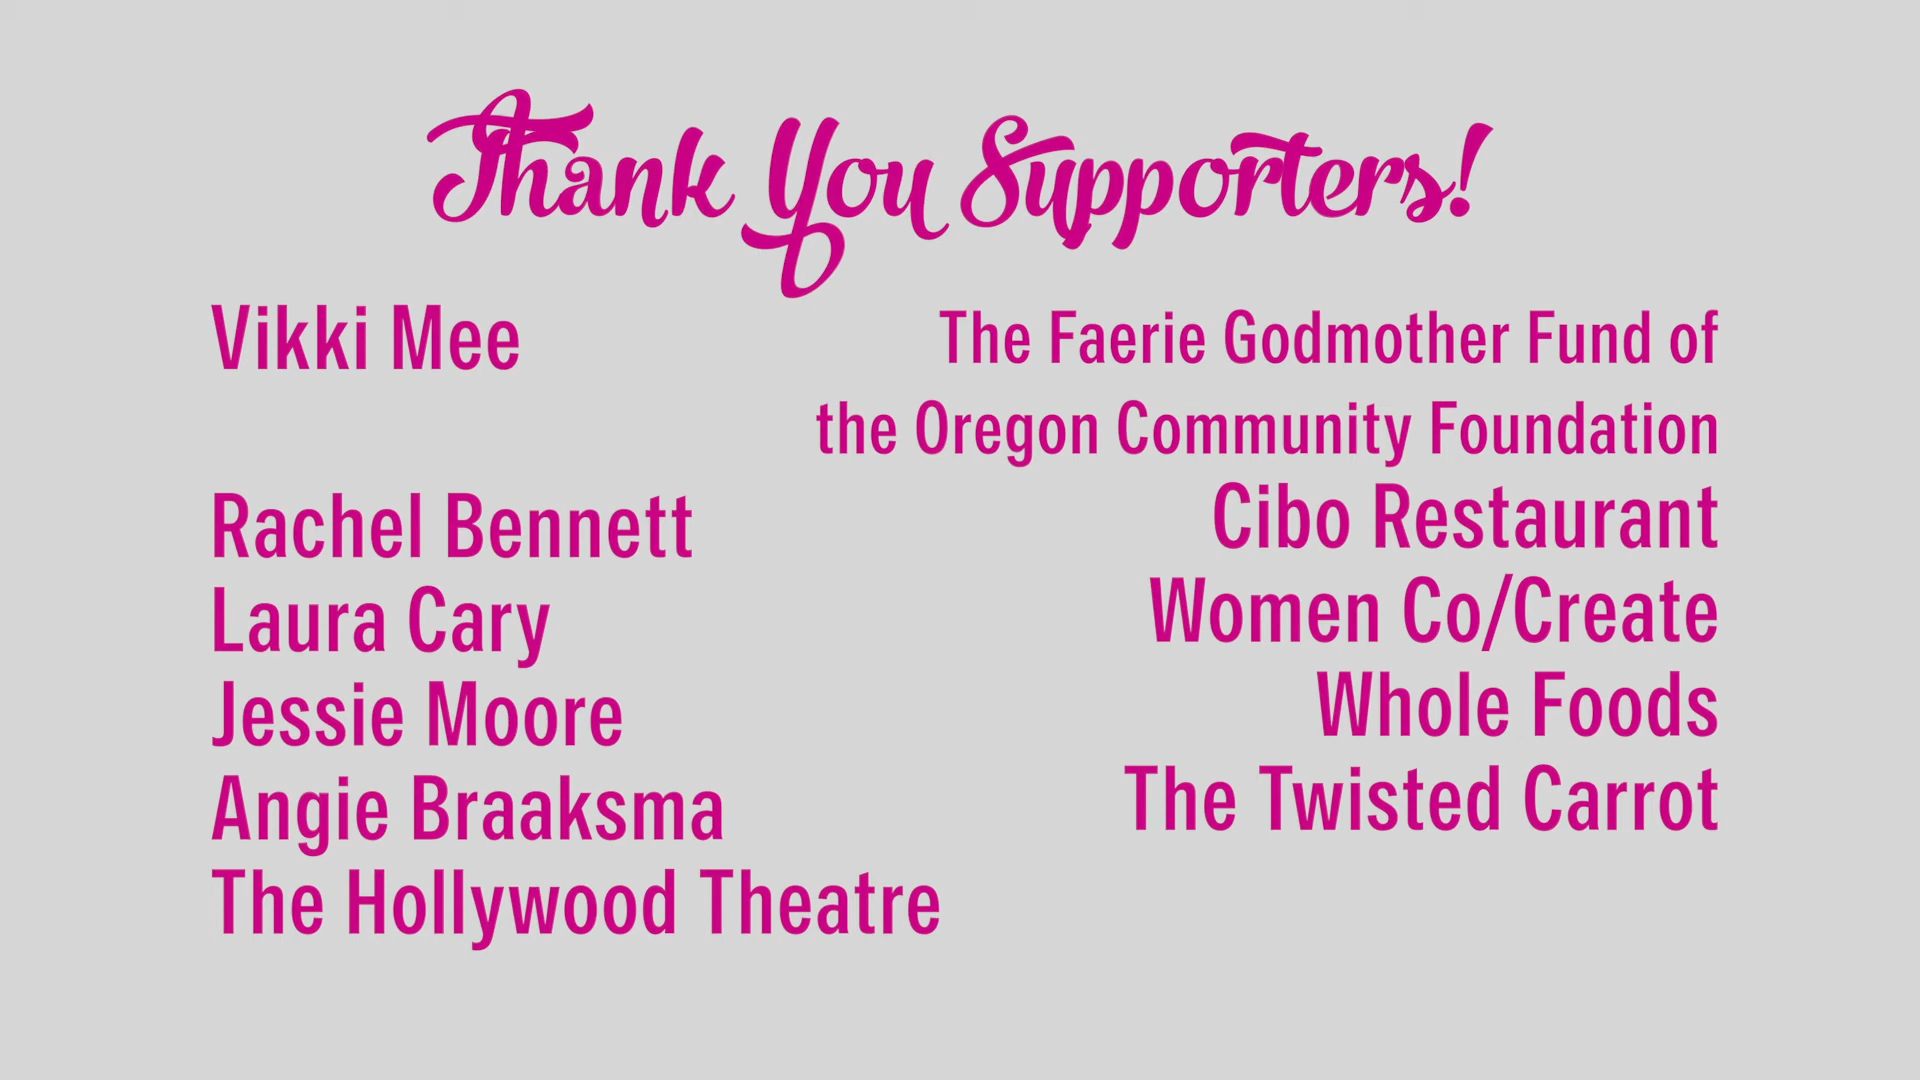 Thank You Supporters!
Vikki Mee
The Faerie Godmother Fund of
the Oregon Community Foundation
Rachel Bennett
Cibo Restaurant
Laura Cary
Women Co/Create
Jessie Moore
Whole Foods
Angie Braaksma
The Twisted Carrot
The Hollywood Theatre